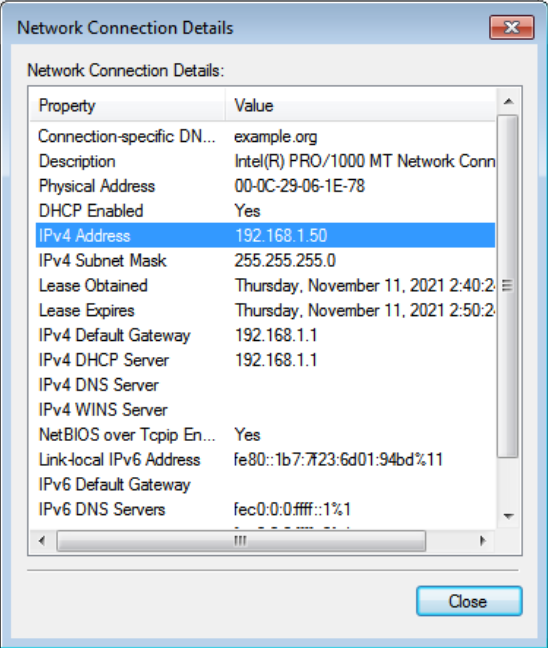 Network Connection Details
Network Connection Details:
Property Value
Connection-specific DN... example.org
Description Intel(R) PRO/1000 MT Network Conn
Physical Address 00-0C-29-06-1E-78
DHCP Enabled Yes
IPv4 Address 192.168.1.50
IPv4 Subnet Mask 255.255.255.0
Lease Obtained Thursday, November 11, 2021 2:40:2
Lease Expires Thursday, November 11, 2021 2:50:2
IPv4 Default Gateway 192.168.1.1
IPv4 DHCP Server 192.168.1.1
IPv4 DNS Server
IPv4 WINS Server
NetBIOS over Tcpip En... Yes
Link-local IPv6 Address fe80::1b7:7f23:6d01:94bd%11
IPv6 Default Gateway
IPv6 DNS Servers fec0:0:0:ffff::1%1
Close